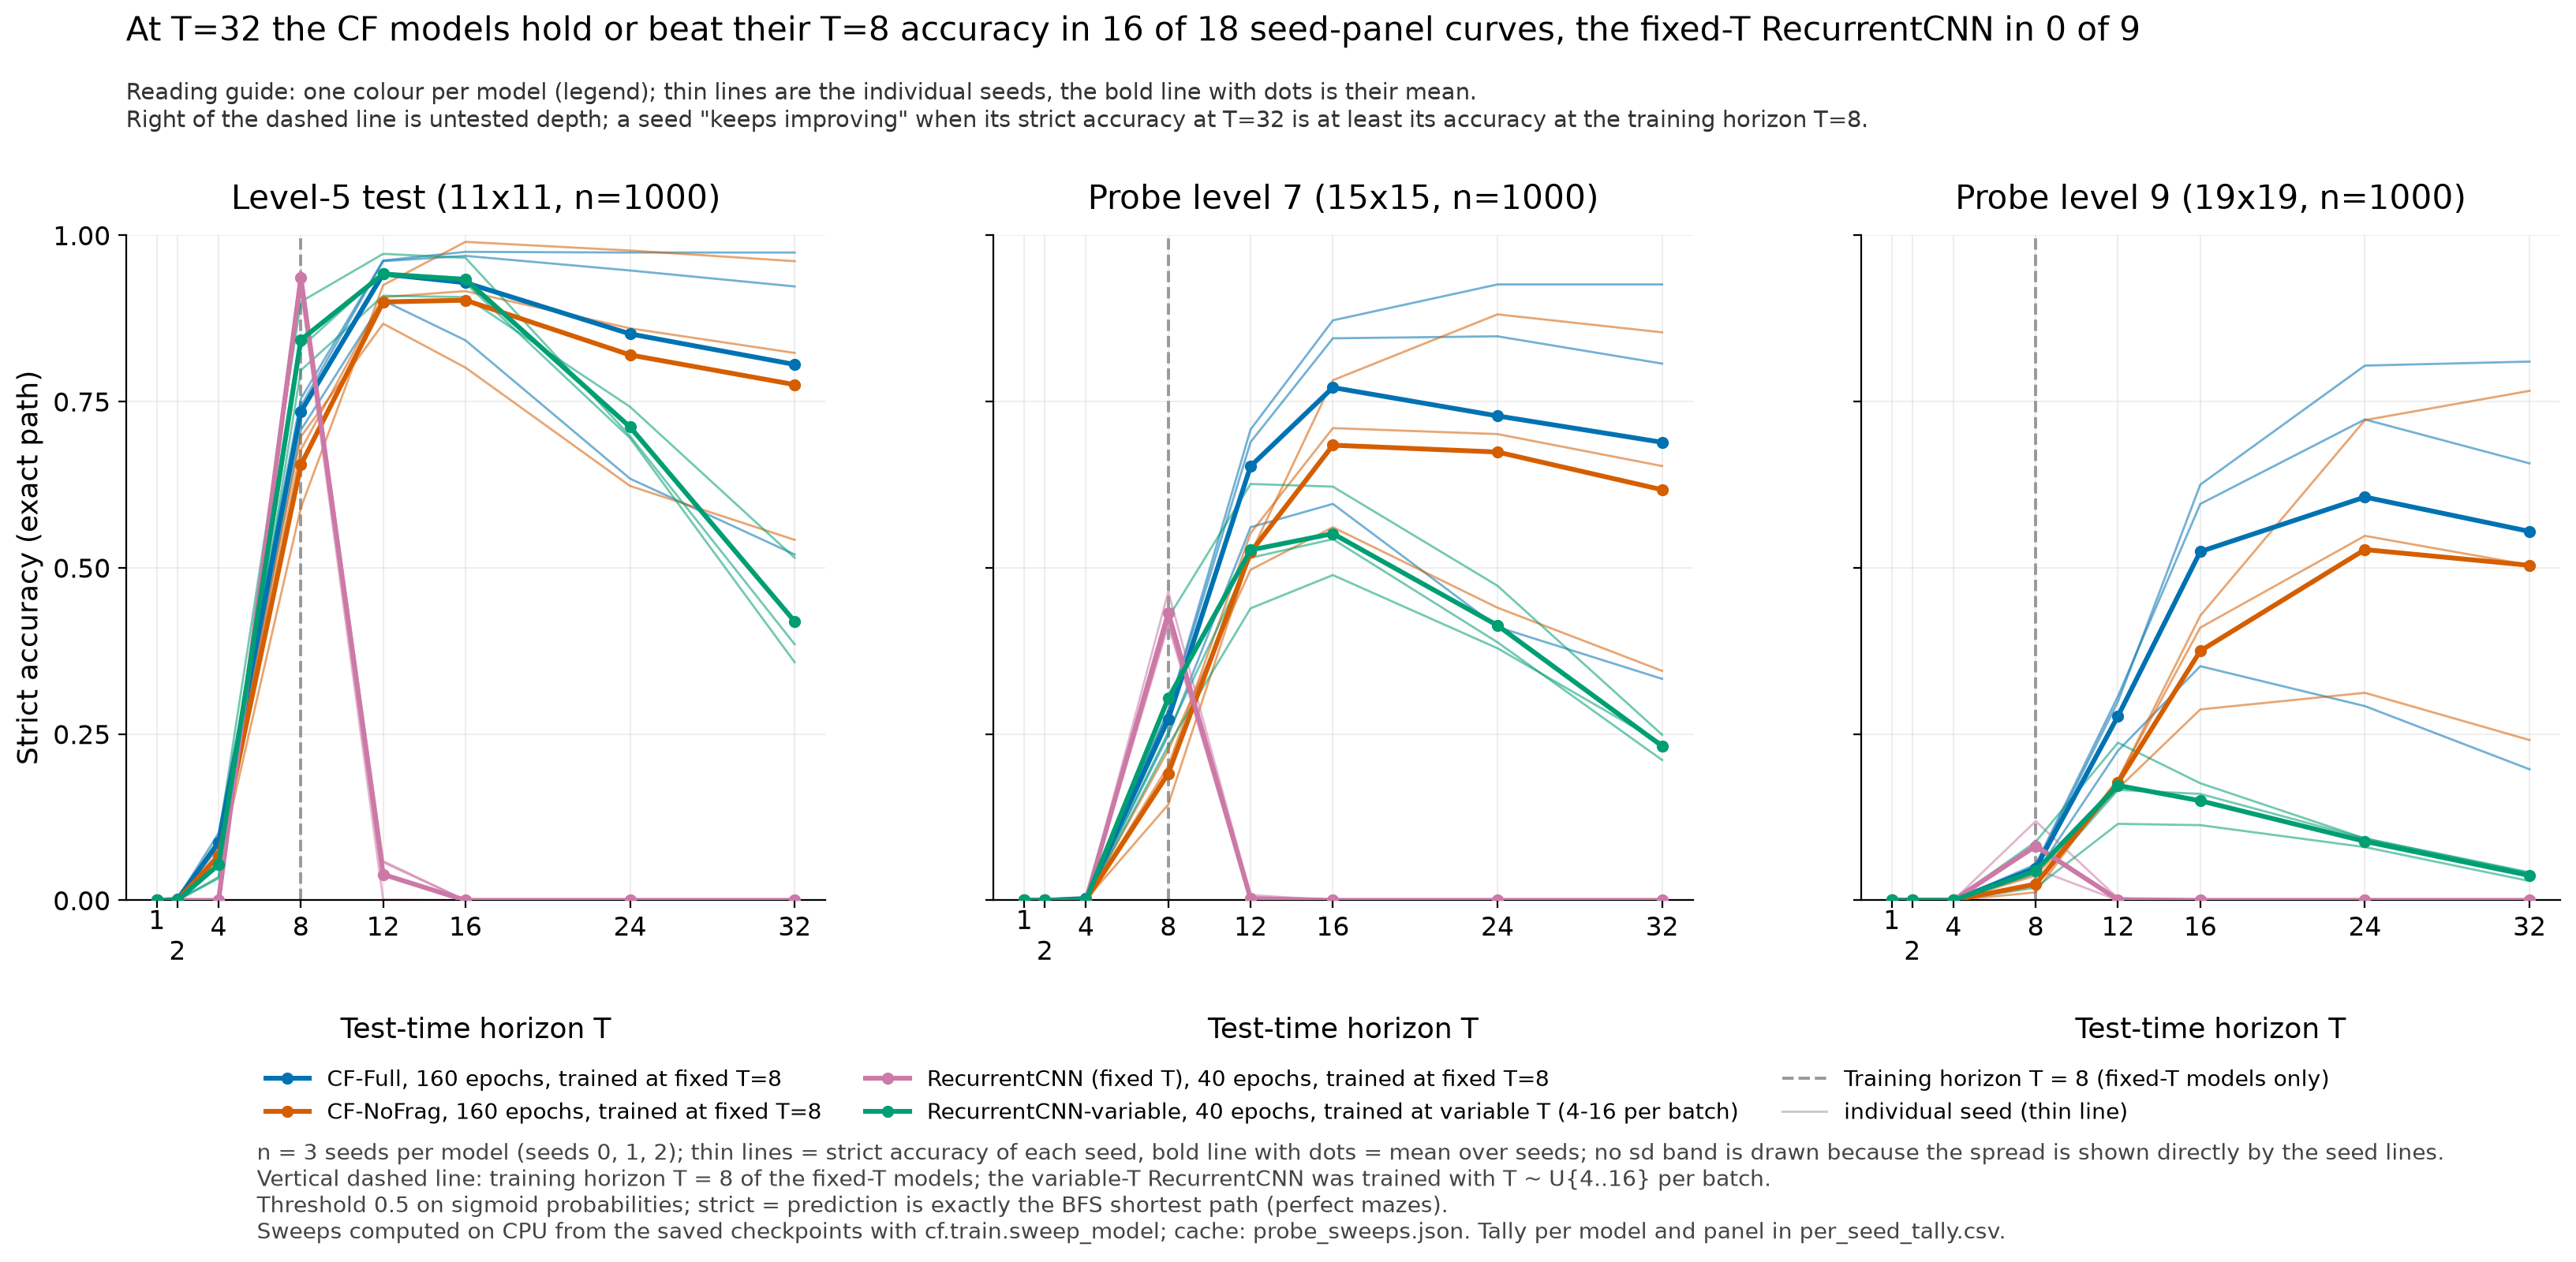 At T=32 the CF models hold or beat their T=8 accuracy in 16 of 18 seed-panel curves, the fixed-T RecurrentCNN in 0 of 9
Reading guide: one colour per model (legend); thin lines are the individual seeds, the bold line with dots is their mean.
Right of the dashed line is untested depth; a seed "keeps improving" when its strict accuracy at T=32 is at least its accuracy at the training horizon T=8.
Level-5 test (11x11, n=1000)
Probe level 7 (15x15, n=1000)
Probe level 9 (19x19, n=1000)
Strict accuracy (exact path)
1.00
0.75
0.50
0.25
0.00
1 2 4 8 12 16 24 32
1 2 4 8 12 16 24 32
1 2 4 8 12 16 24 32
Test-time horizon T
Test-time horizon T
Test-time horizon T
CF-Full, 160 epochs, trained at fixed T=8
CF-NoFrag, 160 epochs, trained at fixed T=8
RecurrentCNN (fixed T), 40 epochs, trained at fixed T=8
RecurrentCNN-variable, 40 epochs, trained at variable T (4-16 per batch)
Training horizon T = 8 (fixed-T models only)
individual seed (thin line)
n = 3 seeds per model (seeds 0, 1, 2); thin lines = strict accuracy of each seed, bold line with dots = mean over seeds; no sd band is drawn because the spread is shown directly by the seed lines.
Vertical dashed line: training horizon T = 8 of the fixed-T models; the variable-T RecurrentCNN was trained with T ~ U{4..16} per batch.
Threshold 0.5 on sigmoid probabilities; strict = prediction is exactly the BFS shortest path (perfect mazes).
Sweeps computed on CPU from the saved checkpoints with cf.train.sweep_model; cache: probe_sweeps.json. Tally per model and panel in per_seed_tally.csv.